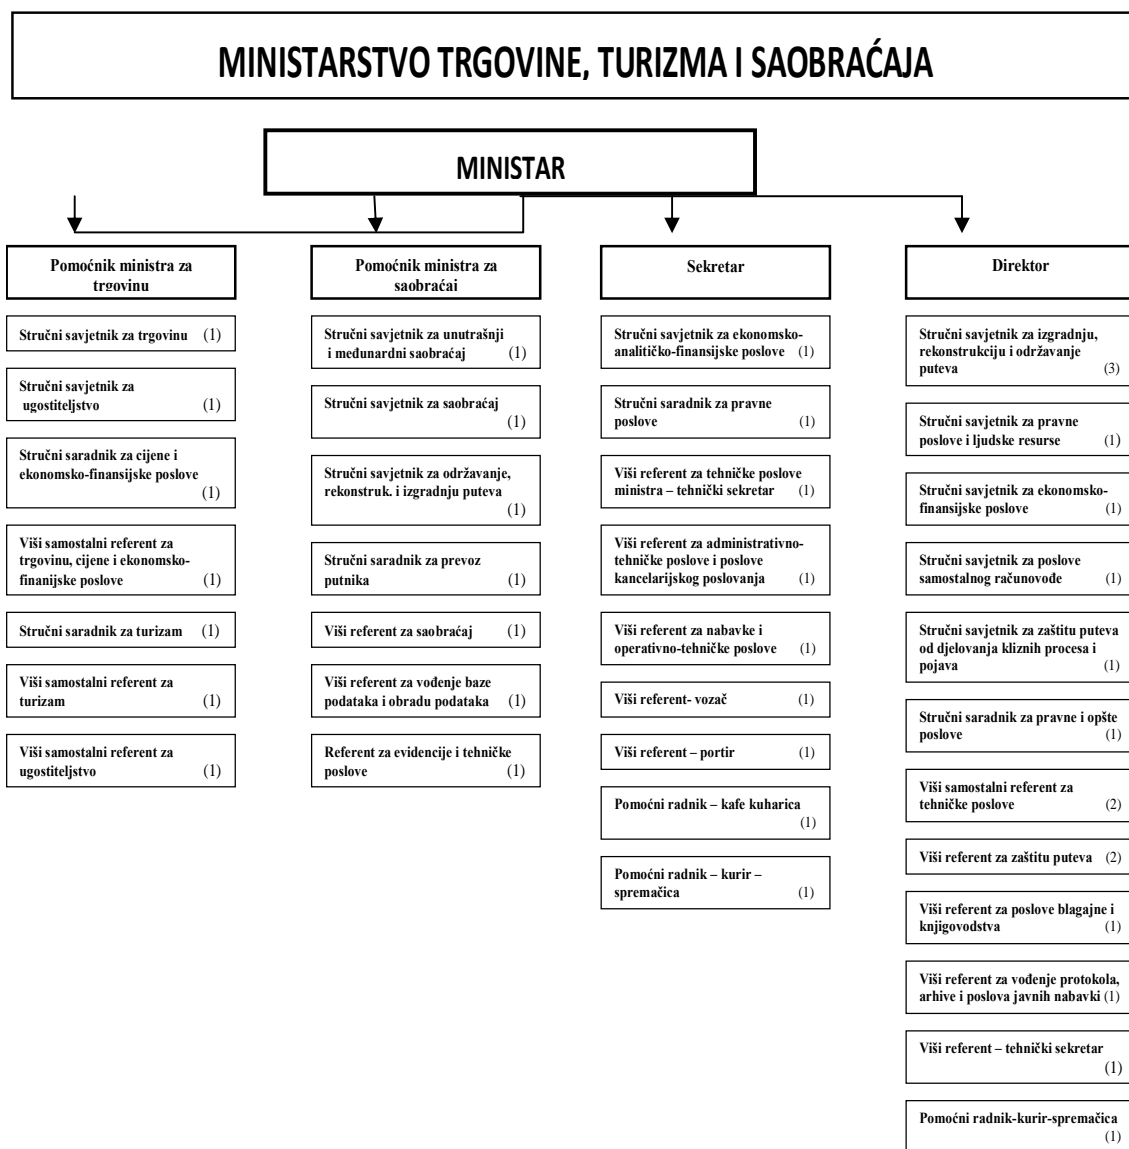 MINISTARSTVO TRGOVINE, TURIZMA I SAOBRAĆAJA
MINISTAR
Pomoćnik ministra za
trgovinu
Stručni savjetnik za trgovinu (1)
Stručni savjetnik za
ugostiteljstvo (1)
Stručni saradnik za cijene i
ekonomsko-finansijske poslove
(1)
Viši samostalni referent za
trgovinu, cijene i ekonomsko-
finanijske poslove (1)
Stručni saradnik za turizam (1)
Viši samostalni referent za
turizam (1)
Viši samostalni referent za
ugostiteljstvo (1)
Pomoćnik ministra za
saobraćaj
Stručni savjetnik za unutrašnji
i međunardni saobraćaj (1)
Stručni savjetnik za saobraćaj
(1)
Stručni savjetnik za održavanje,
rekonstruk. i izgradnju puteva
(1)
Stručni saradnik za prevoz
putnika (1)
Viši referent za saobraćaj (1)
Viši referent za vođenje baze
podataka i obradu podataka (1)
Referent za evidencije i tehničke
poslove (1)
Sekretar
Stručni savjetnik za ekonomsko-
analitičko-finansijske poslove (1)
Stručni saradnik za pravne
poslove (1)
Viši referent za tehničke poslove
ministra – tehnički sekretar (1)
Viši referent za administrativno-
tehničke poslove i poslove
kancelarijskog poslovanja (1)
Viši referent za nabavke i
operativno-tehničke poslove (1)
Viši referent- vozač (1)
Viši referent – portir (1)
Pomoćni radnik – kafe kuharica
(1)
Pomoćni radnik – kurir –
spremačica (1)
Direktor
Stručni savjetnik za izgradnju,
rekonstrukciju i održavanje
puteva (3)
Stručni savjetnik za pravne
poslove i ljudske resurse (1)
Stručni savjetnik za ekonomsko-
finansijske poslove (1)
Stručni savjetnik za poslove
samostalnog računovođe (1)
Stručni savjetnik za zaštitu puteva
od djelovanja kliznih procesa i
pojava (1)
Stručni saradnik za pravne i opšte
poslove (1)
Viši samostalni referent za
tehničke poslove (2)
Viši referent za zaštitu puteva (2)
Viši referent za poslove blagajne i
knjigovodstva (1)
Viši referent za vođenje protokola,
arhive i poslova javnih nabavki (1)
Viši referent – tehnički sekretar
(1)
Pomoćni radnik-kurir-spremačica
(1)